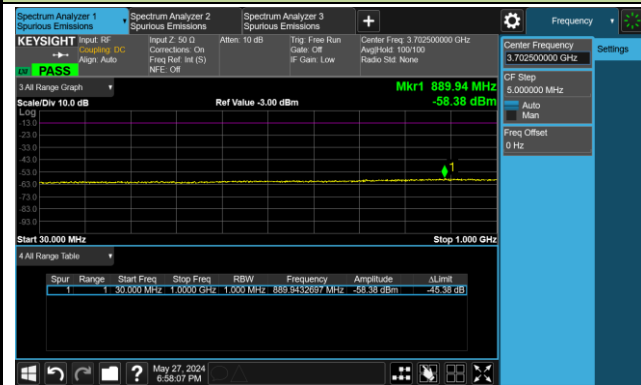 Spectrum Analyzer 1
Spurious Emissions
Spectrum Analyzer 2
Spurious Emissions
Spectrum Analyzer 3
Spurious Emissions
Frequency
KEYSIGHT
Input: RF
Coupling: DC
Align: Auto
Input Z: 50 Ω
Corrections: On
Freq Ref: Int (S)
NFE: Off
Atten: 10 dB
Trig: Free Run
Gate: Off
IF Gain: Low
Center Freq: 3.702500000 GHz
Avg|Hold: 100/100
Radio Std: None
PASS
Center Frequency
3.702500000 GHz
Settings
CF Step
5.000000 MHz
Auto
Man
Freq Offset
0 Hz
3 All Range Graph
Mkr1 889.94 MHz
Scale/Div 10.0 dB
Ref Value -3.00 dBm
-58.38 dBm
Log
-13.0
-23.0
-33.0
-43.0
-53.0
-63.0
-73.0
-83.0
-93.0
1
Start 30.000 MHz
Stop 1.000 GHz
4 All Range Table
Spur Range Start Freq Stop Freq RBW Frequency Amplitude ΔLimit
1 1 30.000 MHz 1.0000 GHz 1.000 MHz 889.9432697 MHz -58.38 dBm -45.38 dB
?
May 27, 2024
6:58:07 PM